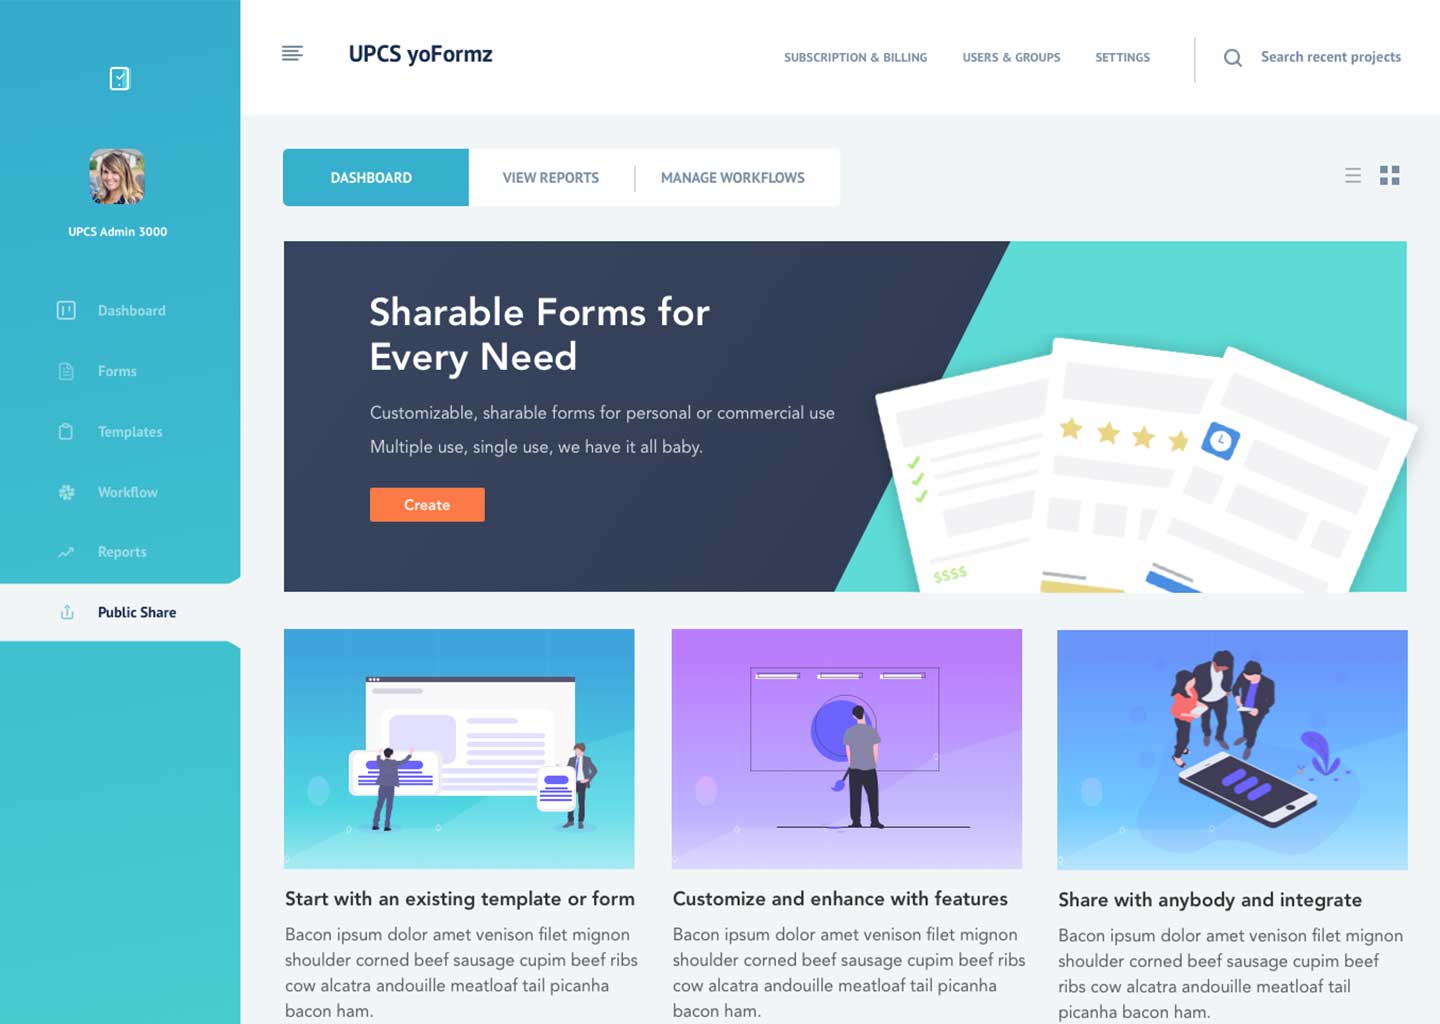 UPCS yoFormz
SUBSCRIPTION & BILLING
USERS & GROUPS
SETTINGS
Search recent projects
UPCS Admin 3000
Dashboard
Forms
Templates
Workflow
Reports
Public Share
DASHBOARD
VIEW REPORTS
MANAGE WORKFLOWS
Sharable Forms for
Every Need
Customizable, sharable forms for personal or commercial use
Multiple use, single use, we have it all baby.
Create
$$$$
Start with an existing template or form
Bacon ipsum dolor amet venison filet mignon
shoulder corned beef sausage cupim beef ribs
cow alcatra andouille meatloaf tail picanha
bacon ham.
Customize and enhance with features
Bacon ipsum dolor amet venison filet mignon
shoulder corned beef sausage cupim beef ribs
cow alcatra andouille meatloaf tail picanha
bacon ham.
Share with anybody and integrate
Bacon ipsum dolor amet venison filet mignon
shoulder corned beef sausage cupim beef
ribs cow alcatra andouille meatloaf tail
picanha bacon ham.